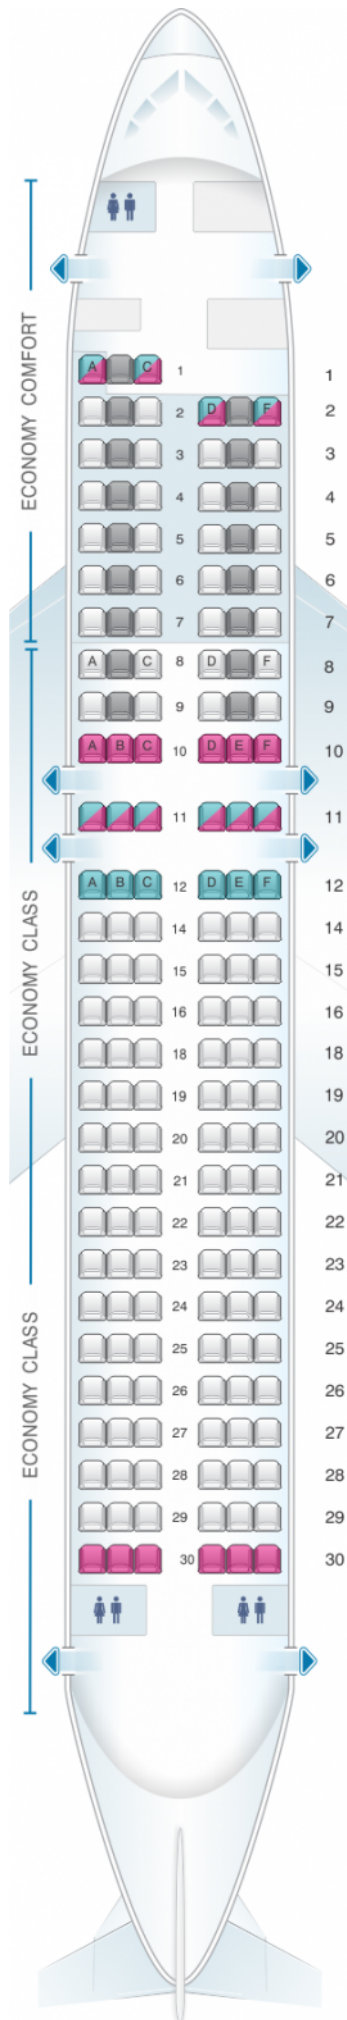 ECONOMY COMFORT
A C 1 1
2 D F 2
3 3
4 4
5 5
6 6
7 7
A C 8 D F 8
9 9
A B C 10 D E F 10
11 11
ECONOMY CLASS
A B C 12 D E F 12
14 14
15 15
16 16
18 18
19 19
20 20
21 21
22 22
23 23
24 24
ECONOMY CLASS
25 25
26 26
27 27
28 28
29 29
30 30